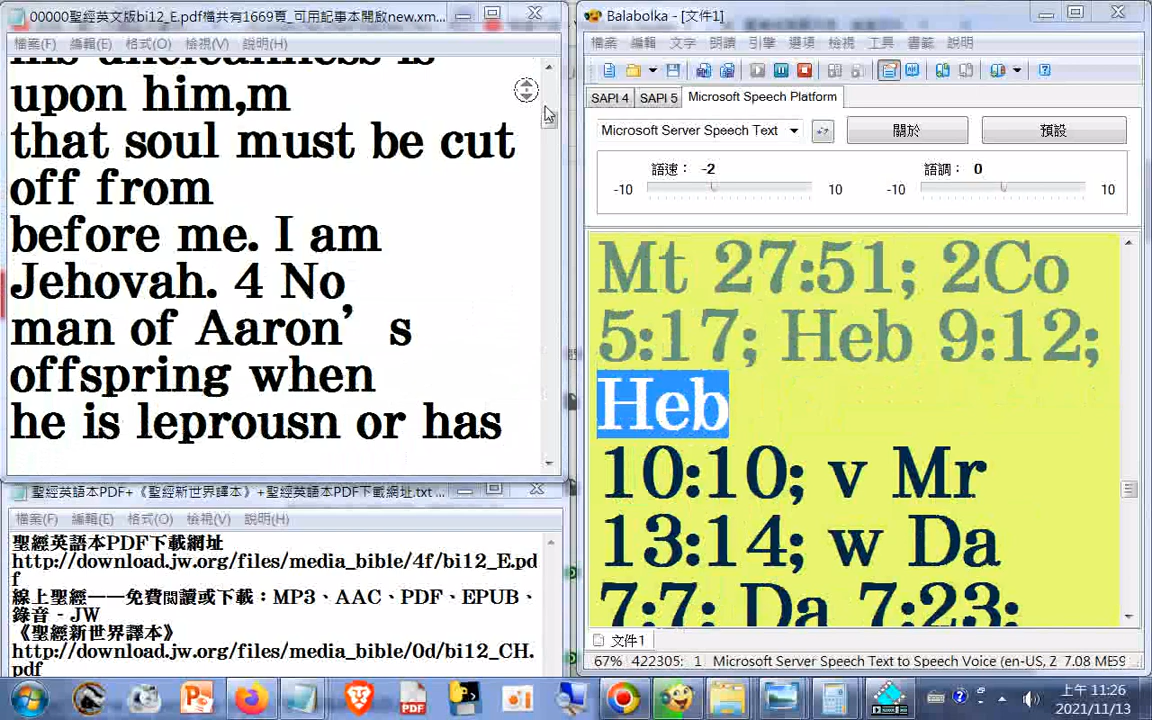 00000聖經英文版bi12_E.pdf檔共有1669頁_可用記事本開啟new.xm...
檔案(F) 編輯(E) 格式(O) 檢視(V) 說明(H)
his uncleanness is
upon him,m
that soul must be cut
off from
before me. I am
Jehovah. 4 No
man of Aaron’s
offspring when
he is leprousn or has
聖經英語本PDF+《聖經新世界譯本》+聖經英語本PDF下載網址.txt ...
檔案(F) 編輯(E) 格式(O) 檢視(V) 說明(H)
聖經英語本PDF下載網址
http://download.jw.org/files/media_bible/4f/bi12_E.pd
f
線上聖經——免費閱讀或下載：MP3、AAC、PDF、EPUB、
錄音 - JW
《聖經新世界譯本》
http://download.jw.org/files/media_bible/0d/bi12_CH.
pdf
Balabolka - [文件1]
檔案 編輯 文字 朗讀 引擎 選項 檢視 工具 書籤 說明
SAPI 4 SAPI 5 Microsoft Speech Platform
Microsoft Server Speech Text 關於 預設
語速： -2 語調： 0
-10 10 -10 10
Mt 27:51; 2Co
5:17; Heb 9:12;
Heb
10:10; v Mr
13:14; w Da
7:7; Da 7:23;
文件1
67% 422305: 1 Microsoft Server Speech Text to Speech Voice (en-US, Z 7.08 ME59
上午 11:26
2021/11/13